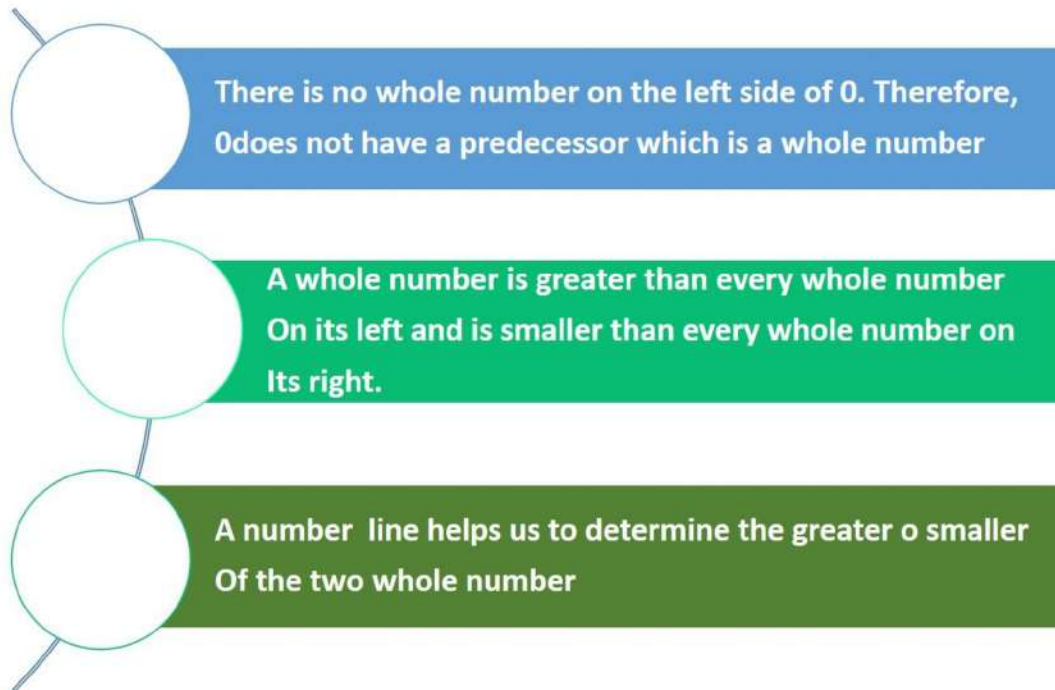 There is no whole number on the left side of 0. Therefore,
0does not have a predecessor which is a whole number
A whole number is greater than every whole number
On its left and is smaller than every whole number on
Its right.
A number  line helps us to determine the greater o smaller
Of the two whole number